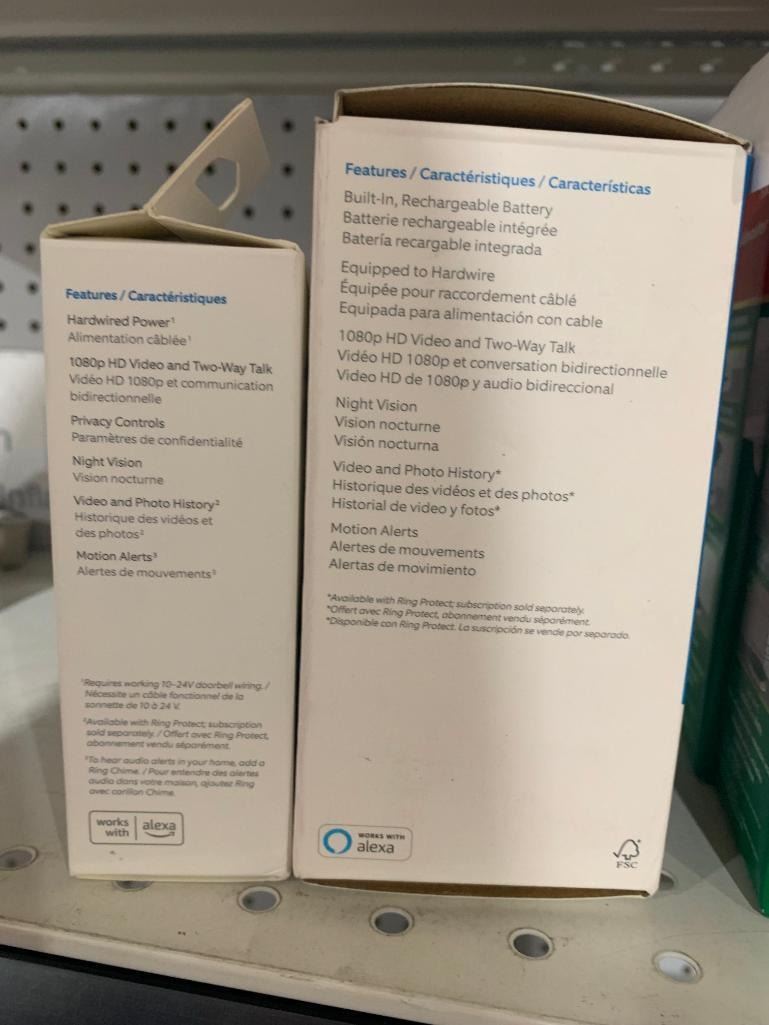 Features / Caractéristiques
Hardwired Power¹
Alimentation câblée¹
1080p HD Video and Two-Way Talk
Vidéo HD 1080p et communication
bidirectionnelle
Privacy Controls
Paramètres de confidentialité
Night Vision
Vision nocturne
Video and Photo History²
Historique des vidéos et
des photos²
Motion Alerts³
Alertes de mouvements³
¹Requires working 10-24V doorbell wiring. /
Nécessite un câble fonctionnel de la
sonnette de 10 à 24 V.
²Available with Ring Protect; subscription
sold separately. / Offert avec Ring Protect,
abonnement vendu séparément.
³To hear audio alerts in your home, add a
Ring Chime. / Pour entendre des alertes
audio dans votre maison, ajoutez Ring
avec carillon Chime.
works
with
alexa
Features / Caractéristiques / Características
Built-In, Rechargeable Battery
Batterie rechargeable intégrée
Batería recargable integrada
Equipped to Hardwire
Équipée pour raccordement câblé
Equipada para alimentación con cable
1080p HD Video and Two-Way Talk
Vidéo HD 1080p et conversation bidirectionnelle
Video HD de 1080p y audio bidireccional
Night Vision
Vision nocturne
Visión nocturna
Video and Photo History*
Historique des vidéos et des photos*
Historial de video y fotos*
Motion Alerts
Alertes de mouvements
Alertas de movimiento
*Available with Ring Protect; subscription sold separately.
*Offert avec Ring Protect, abonnement vendu séparément.
*Disponible con Ring Protect. La suscripción se vende por separado.
WORKS WITH
alexa
FSC